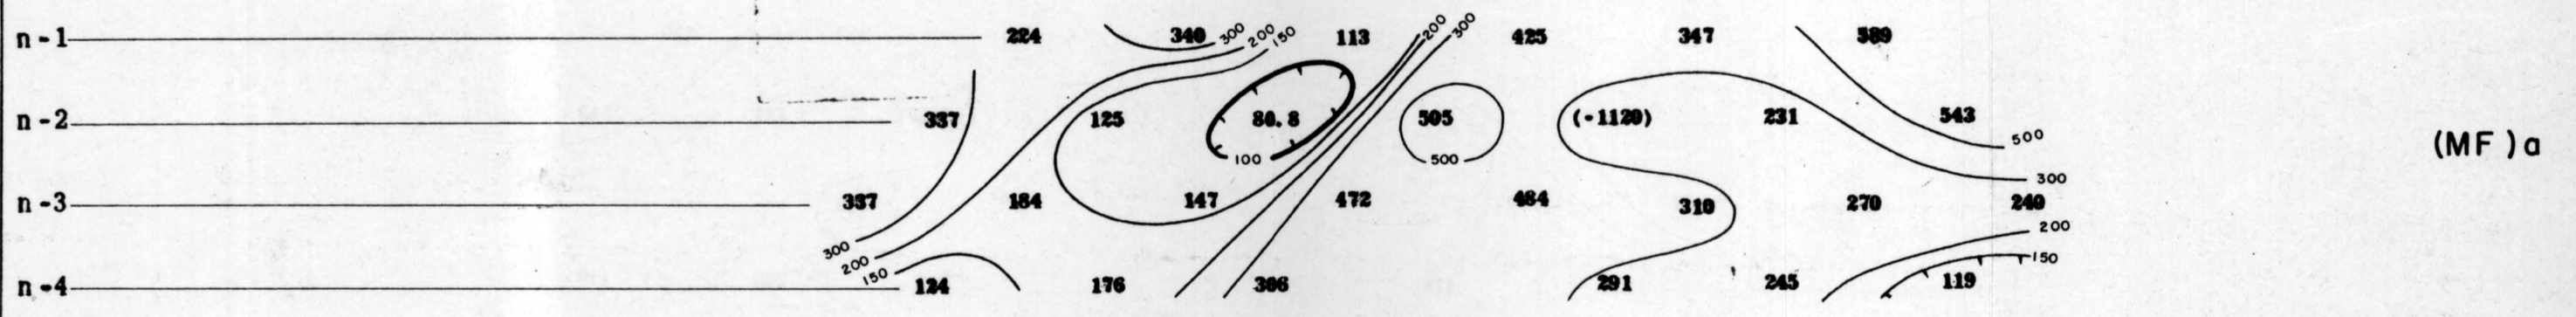 n-1 224 340 300 200 150 113 200 300 425 347 589
n-2 337 125 80.8 505 (-1120) 231 543 500
100 500 (MF)a
300
n-3 337 184 147 472 484 310 270 240
200
300 200 150 150
n-4 124 176 306 291 245 119